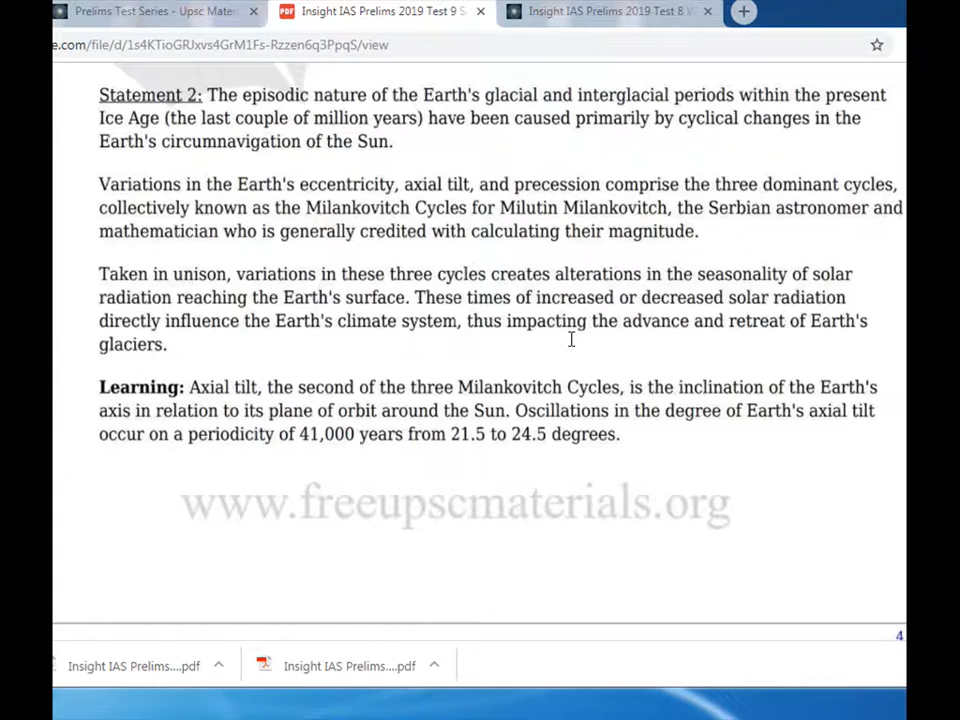 Prelims Test Series - Upsc Mater
Insight IAS Prelims 2019 Test 9 S
Insight IAS Prelims 2019 Test 8
e.com/file/d/1s4KTioGRJxvs4GrM1Fs-Rzzen6q3PpqS/view
Statement 2: The episodic nature of the Earth's glacial and interglacial periods within the present
Ice Age (the last couple of million years) have been caused primarily by cyclical changes in the
Earth's circumnavigation of the Sun.
Variations in the Earth's eccentricity, axial tilt, and precession comprise the three dominant cycles,
collectively known as the Milankovitch Cycles for Milutin Milankovitch, the Serbian astronomer and
mathematician who is generally credited with calculating their magnitude.
Taken in unison, variations in these three cycles creates alterations in the seasonality of solar
radiation reaching the Earth's surface. These times of increased or decreased solar radiation
directly influence the Earth's climate system, thus impacting the advance and retreat of Earth's
glaciers.
Learning: Axial tilt, the second of the three Milankovitch Cycles, is the inclination of the Earth's
axis in relation to its plane of orbit around the Sun. Oscillations in the degree of Earth's axial tilt
occur on a periodicity of 41,000 years from 21.5 to 24.5 degrees.
www.freeupscmaterials.org
4
Insight IAS Prelims....pdf
Insight IAS Prelims....pdf